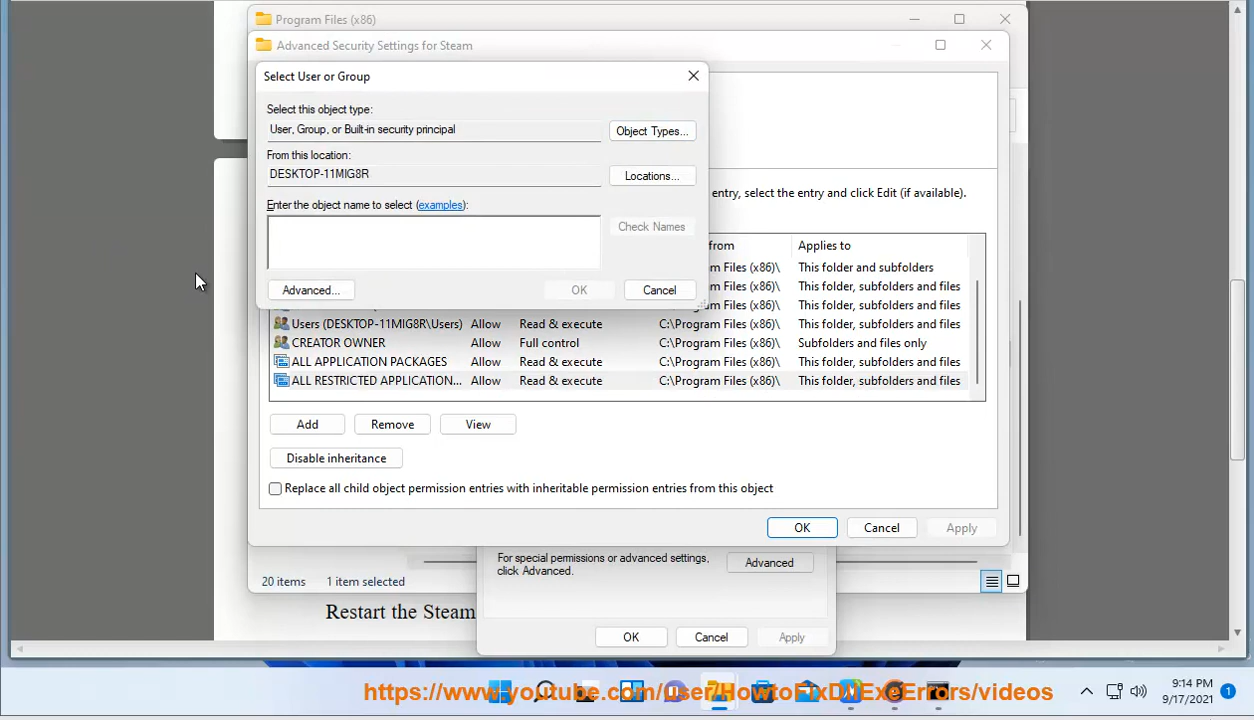 Program Files (x86)
Advanced Security Settings for Steam
Select User or Group
Select this object type:
User, Group, or Built-in security principal
Object Types...
From this location:
DESKTOP-11MIG8R
Locations...
entry, select the entry and click Edit (if available).
Enter the object name to select (examples):
Check Names
from Applies to
m Files (x86)\ This folder and subfolders
m Files (x86)\ This folder, subfolders and files
Advanced... OK Cancel
m Files (x86)\ This folder, subfolders and files
Users (DESKTOP-11MIG8R\Users) Allow Read & execute C:\Program Files (x86)\ This folder, subfolders and files
CREATOR OWNER Allow Full control C:\Program Files (x86)\ Subfolders and files only
ALL APPLICATION PACKAGES Allow Read & execute C:\Program Files (x86)\ This folder, subfolders and files
ALL RESTRICTED APPLICATION... Allow Read & execute C:\Program Files (x86)\ This folder, subfolders and files
Add Remove View
Disable inheritance
Replace all child object permission entries with inheritable permission entries from this object
OK Cancel Apply
For special permissions or advanced settings,
click Advanced.
Advanced
20 items 1 item selected
Restart the Steam
OK Cancel Apply
https://www.youtube.com/user/HowtoFixDllExeErrors/videos
9:14 PM
9/17/2021
1